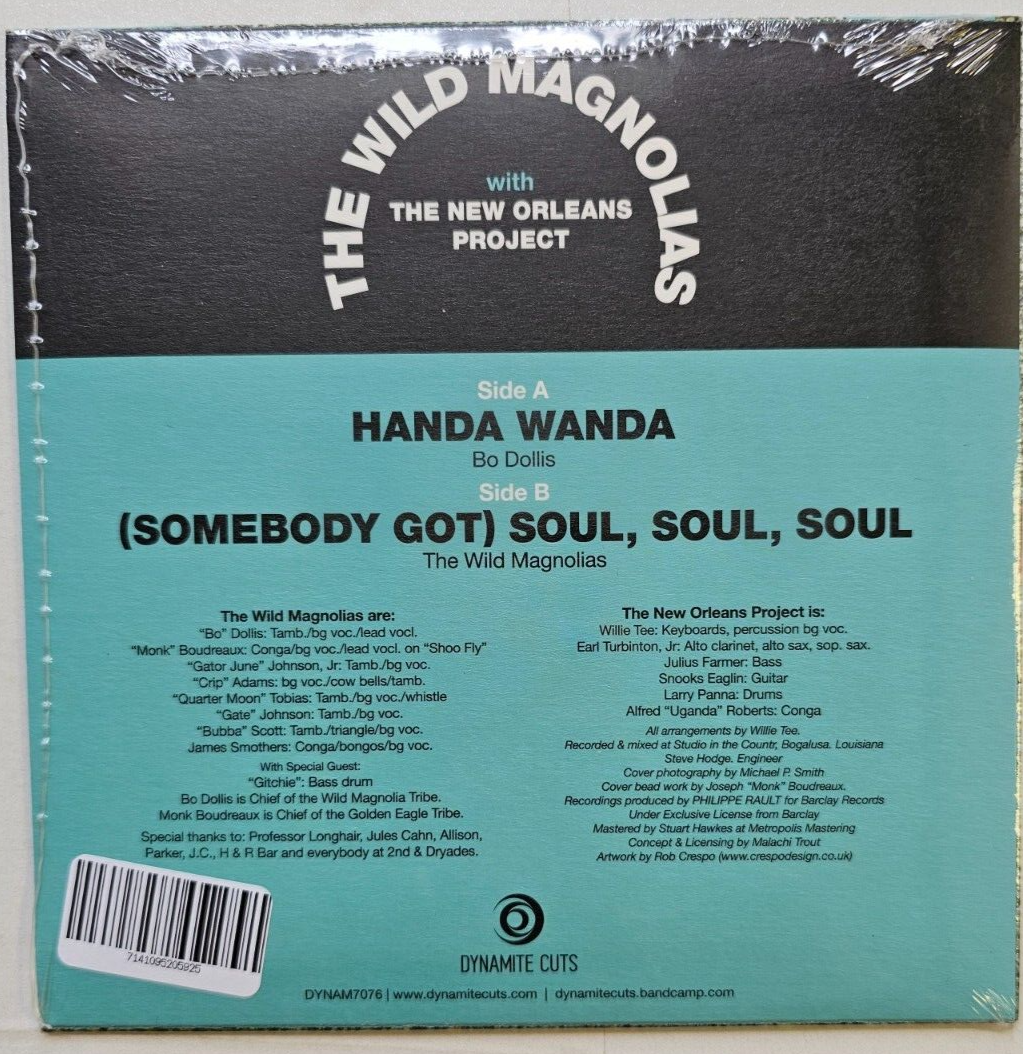 THE WILD MAGNOLIAS
with
THE NEW ORLEANS
PROJECT
Side A
HANDA WANDA
Bo Dollis
Side B
(SOMEBODY GOT) SOUL, SOUL, SOUL
The Wild Magnolias
The Wild Magnolias are:
"Bo" Dollis: Tamb./bg voc./lead vocl.
"Monk" Boudreaux: Conga/bg voc./lead vocl. on "Shoo Fly"
"Gator June" Johnson, Jr: Tamb./bg voc.
"Crip" Adams: bg voc./cow bells/tamb.
"Quarter Moon" Tobias: Tamb./bg voc./whistle
"Gate" Johnson: Tamb./bg voc.
"Bubba" Scott: Tamb./triangle/bg voc.
James Smothers: Conga/bongos/bg voc.
With Special Guest:
"Gitchie": Bass drum
Bo Dollis is Chief of the Wild Magnolia Tribe.
Monk Boudreaux is Chief of the Golden Eagle Tribe.
Special thanks to: Professor Longhair, Jules Cahn, Allison,
Parker, J.C., H & R Bar and everybody at 2nd & Dryades.
The New Orleans Project is:
Willie Tee: Keyboards, percussion bg voc.
Earl Turbinton, Jr: Alto clarinet, alto sax, sop. sax.
Julius Farmer: Bass
Snooks Eaglin: Guitar
Larry Panna: Drums
Alfred "Uganda" Roberts: Conga
All arrangements by Willie Tee.
Recorded & mixed at Studio in the Countr, Bogalusa. Louisiana
Steve Hodge. Engineer
Cover photography by Michael P. Smith
Cover bead work by Joseph "Monk" Boudreaux.
Recordings produced by PHILIPPE RAULT for Barclay Records
Under Exclusive License from Barclay
Mastered by Stuart Hawkes at Metropolis Mastering
Concept & Licensing by Malachi Trout
Artwork by Rob Crespo (www.crespodesign.co.uk)
7141095205925
DYNAMITE CUTS
DYNAM7076 | www.dynamitecuts.com | dynamitecuts.bandcamp.com